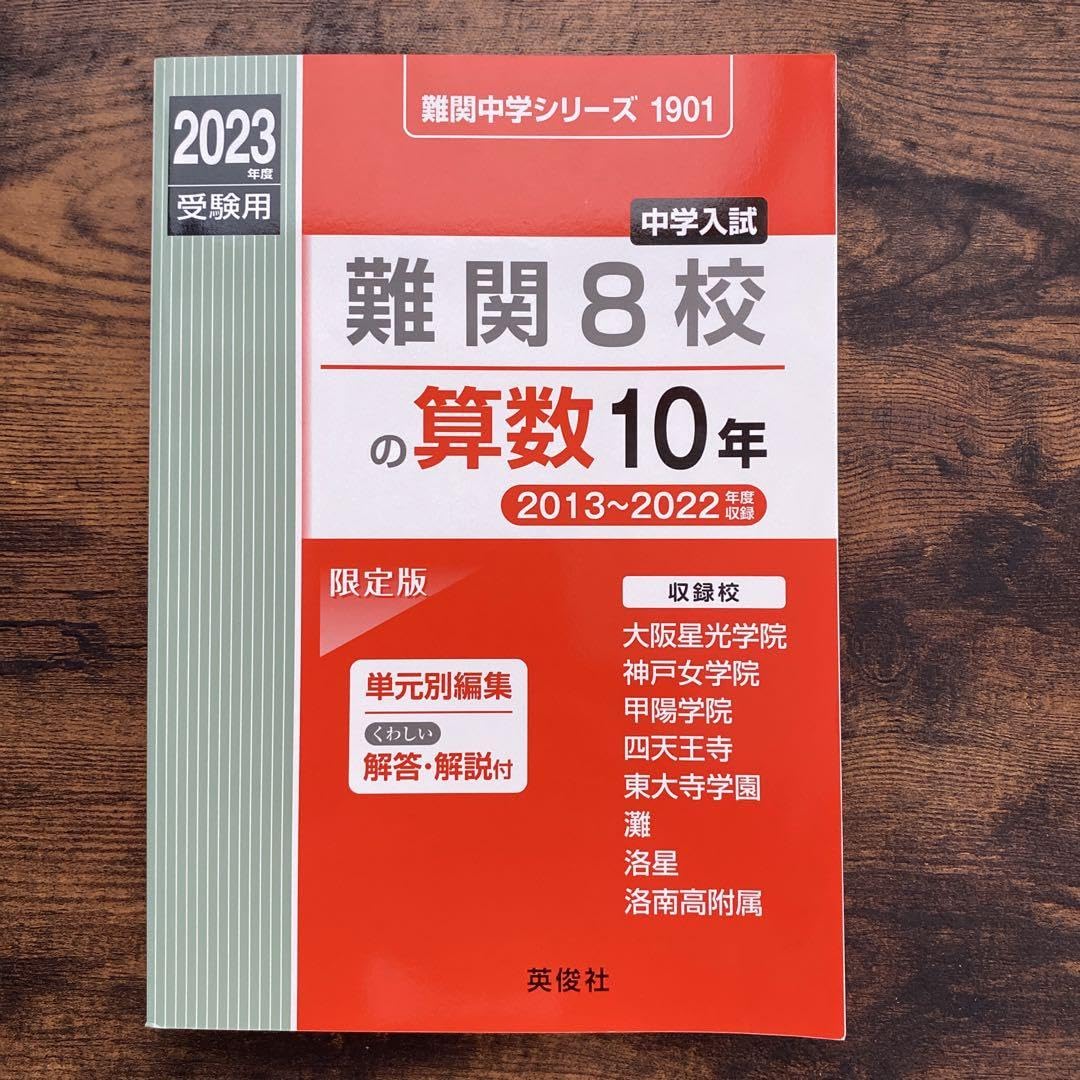 2023
年度
受験用
難関中学シリーズ 1901
中学入試
難関8校
の算数10年
2013~2022年度収録
限定版
単元別編集
くわしい
解答・解説付
収録校
大阪星光学院
神戸女学院
甲陽学院
四天王寺
東大寺学園
灘
洛星
洛南高附属
英俊社